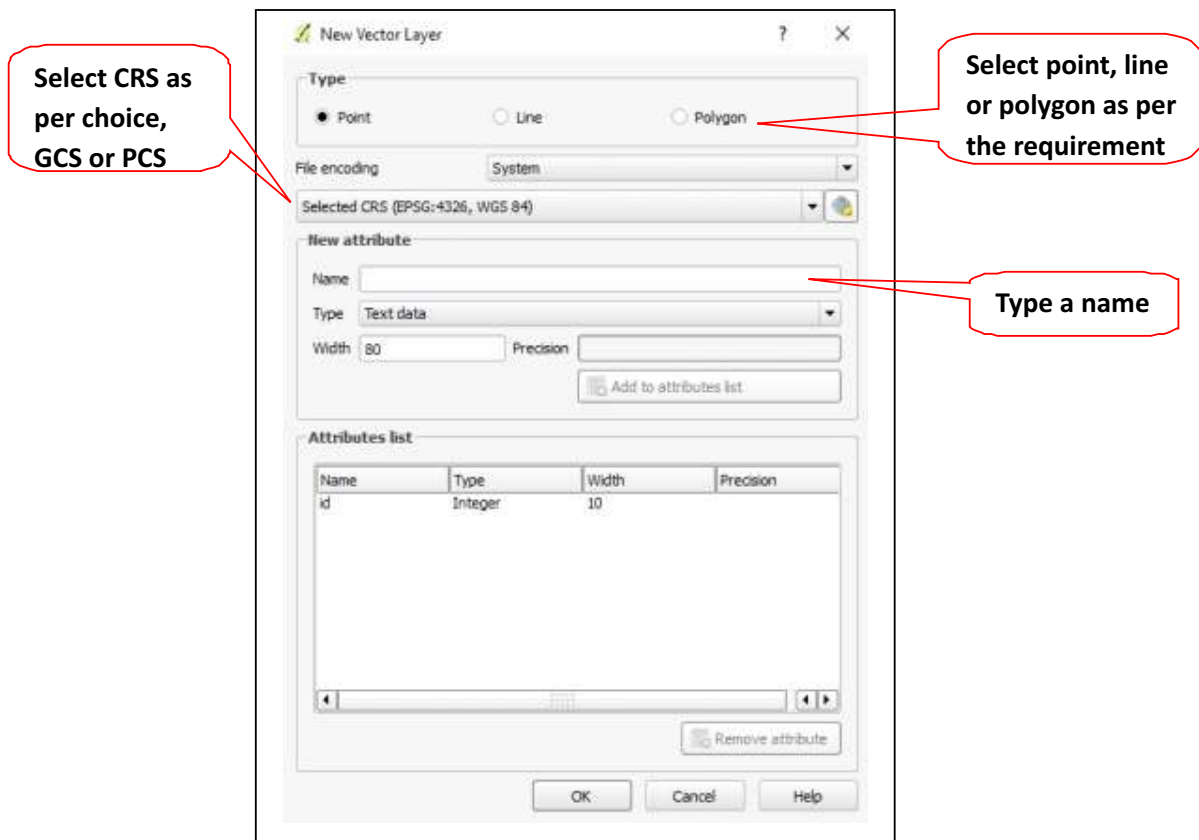 New Vector Layer ? ×
Select CRS as
per choice,
GCS or PCS
Select point, line
or polygon as per
the requirement
Type
Point Line Polygon
File encoding System
Selected CRS (EPSG:4326, WGS 84)
New attribute
Name
Type a name
Type Text data
Width 80 Precision
Add to attributes list
Attributes list
Name Type Width Precision
id Integer 10
Remove attribute
OK Cancel Help